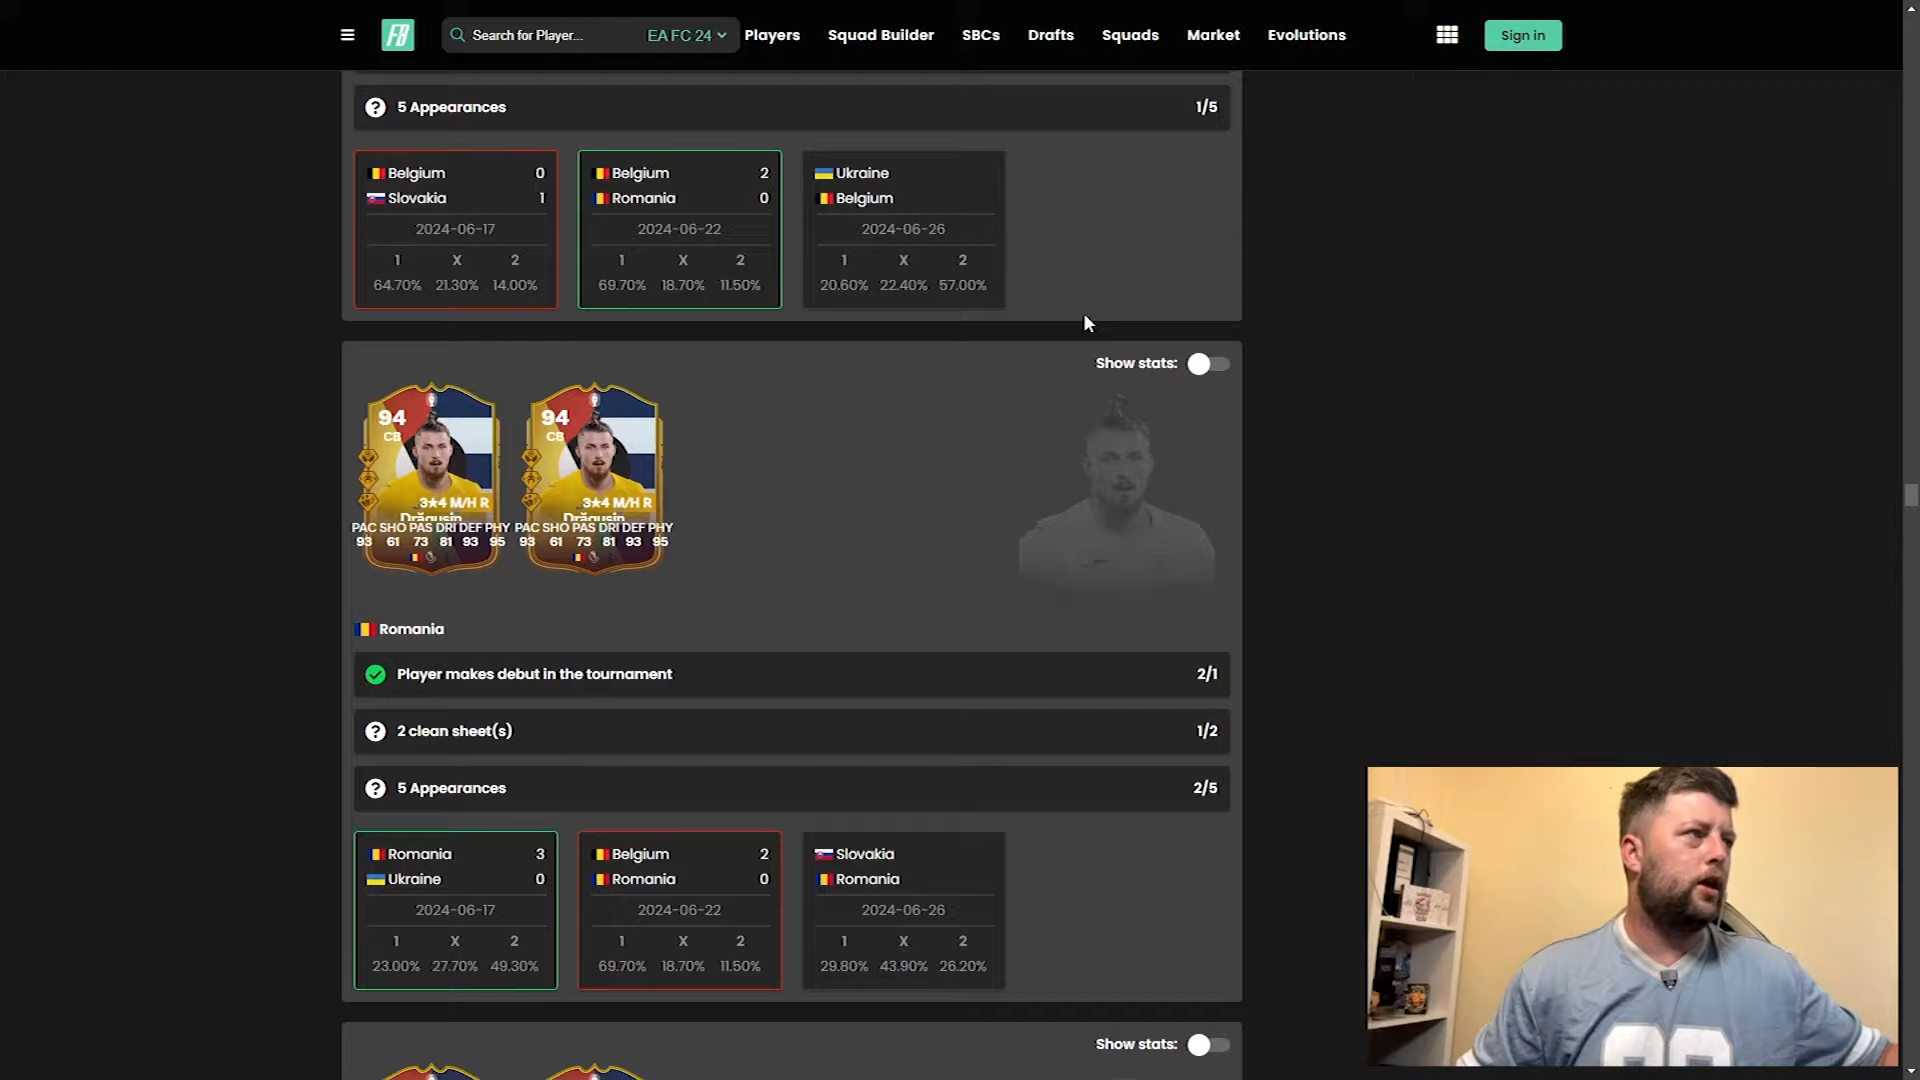 FB
Search for Player...
EA FC 24
Players
Squad Builder
SBCs
Drafts
Squads
Market
Evolutions
Sign in
5 Appearances 1/5
Belgium 0
Slovakia 1
2024-06-17
1 X 2
64.70% 21.30% 14.00%
Belgium 2
Romania 0
2024-06-22
1 X 2
69.70% 18.70% 11.50%
Ukraine
Belgium
2024-06-26
1 X 2
20.60% 22.40% 57.00%
Show stats:
94
CB
3★4 M/H R
Drăgușin
PAC SHO PAS DRI DEF PHY
93 61 73 81 93 95
94
CB
3★4 M/H R
Drăgușin
PAC SHO PAS DRI DEF PHY
93 61 73 81 93 95
Romania
Player makes debut in the tournament 2/1
2 clean sheet(s) 1/2
5 Appearances 2/5
Romania 3
Ukraine 0
2024-06-17
1 X 2
23.00% 27.70% 49.30%
Belgium 2
Romania 0
2024-06-22
1 X 2
69.70% 18.70% 11.50%
Slovakia
Romania
2024-06-26
1 X 2
29.80% 43.90% 26.20%
Show stats: